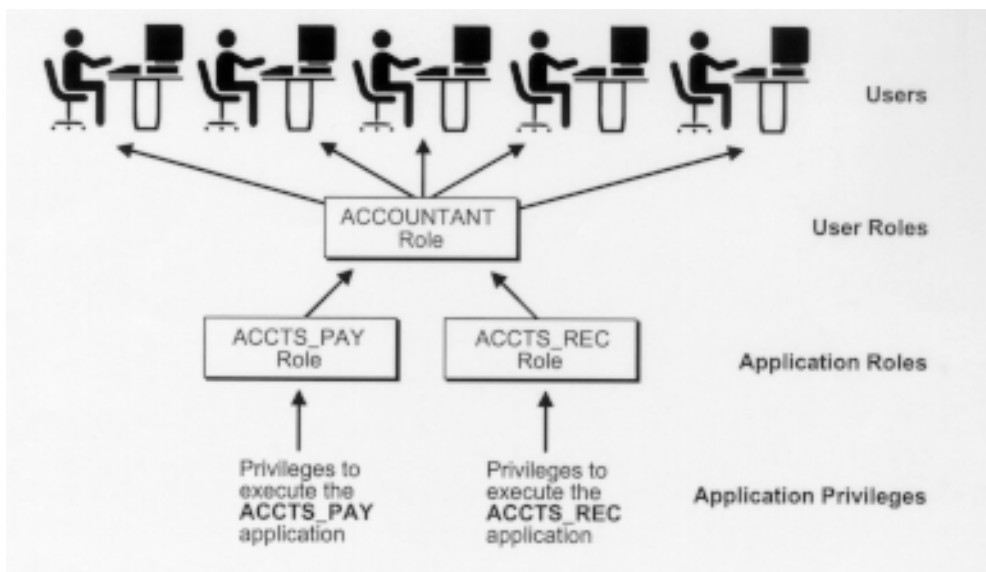 Users
ACCOUNTANT
Role
User Roles
ACCTS_PAY
Role
ACCTS_REC
Role
Application Roles
Privileges to
execute the
ACCTS_PAY
application
Privileges to
execute the
ACCTS_REC
application
Application Privileges